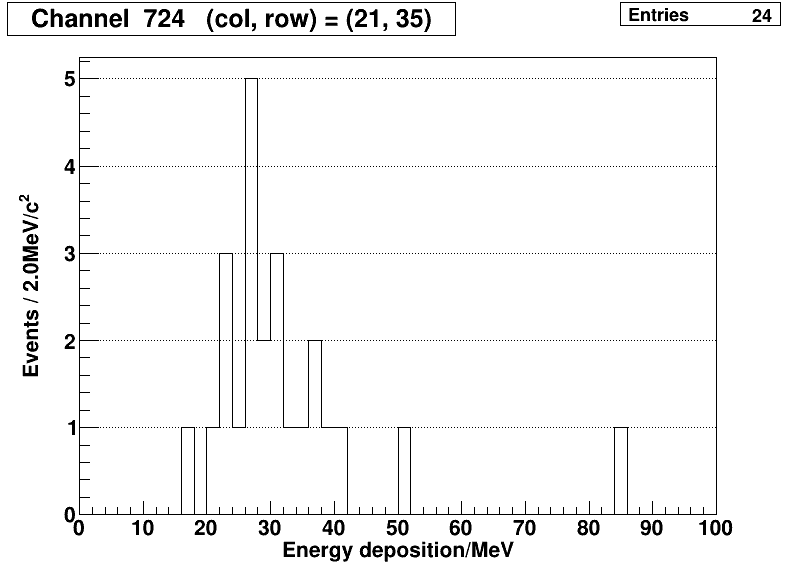 Channel 724 (col, row) = (21, 35)
Entries 24
Events / 2.0MeV/c²
5
4
3
2
1
0
0 10 20 30 40 50 60 70 80 90 100
Energy deposition/MeV